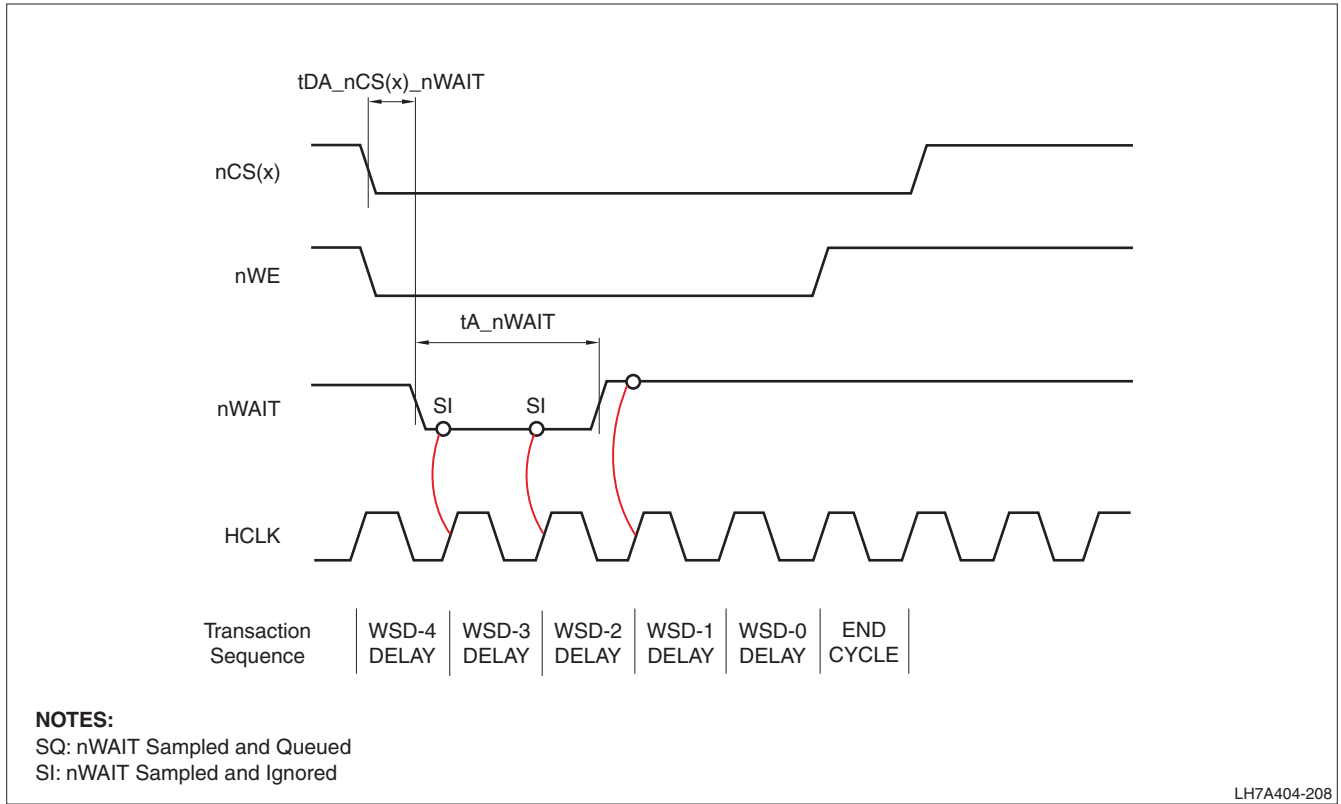 tDA_nCS(x)_nWAIT
nCS(x)
nWE
tA_nWAIT
nWAIT
SI
SI
HCLK
Transaction
Sequence
WSD-4
DELAY
WSD-3
DELAY
WSD-2
DELAY
WSD-1
DELAY
WSD-0
DELAY
END
CYCLE
NOTES:
SQ: nWAIT Sampled and Queued
SI: nWAIT Sampled and Ignored
LH7A404-208